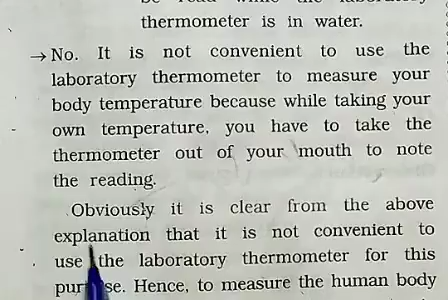 thermometer is in water.
→ No. It is not convenient to use the
laboratory thermometer to measure your
body temperature because while taking your
own temperature, you have to take the
thermometer out of your mouth to note
the reading.
Obviously it is clear from the above
explanation that it is not convenient to
use the laboratory thermometer for this
Hence, to measure the human body